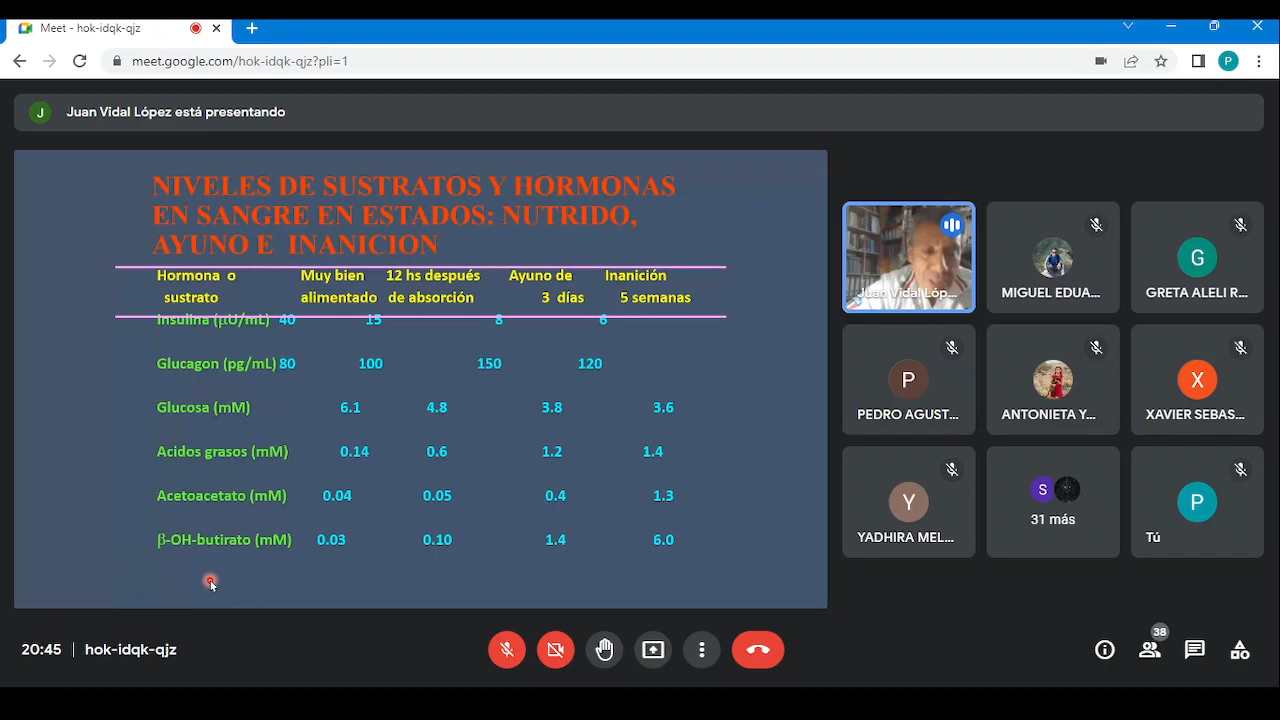 Meet - hok-idqk-qjz
meet.google.com/hok-idqk-qjz?pli=1
P
J
Juan Vidal López está presentando
NIVELES DE SUSTRATOS Y HORMONAS
EN SANGRE EN ESTADOS: NUTRIDO,
AYUNO E INANICION
Hormona o Muy bien 12 hs después Ayuno de Inanición
sustrato alimentado de absorción 3 días 5 semanas
Insulina (μU/mL) 40 15 8 6
Glucagon (pg/mL) 80 100 150 120
Glucosa (mM) 6.1 4.8 3.8 3.6
Acidos grasos (mM) 0.14 0.6 1.2 1.4
Acetoacetato (mM) 0.04 0.05 0.4 1.3
β-OH-butirato (mM) 0.03 0.10 1.4 6.0
Juan Vidal Lóp...
MIGUEL EDUA...
G
GRETA ALELI R...
P
PEDRO AGUST...
ANTONIETA Y...
X
XAVIER SEBAS...
Y
YADHIRA MEL...
S
31 más
P
Tú
20:45 | hok-idqk-qjz
38